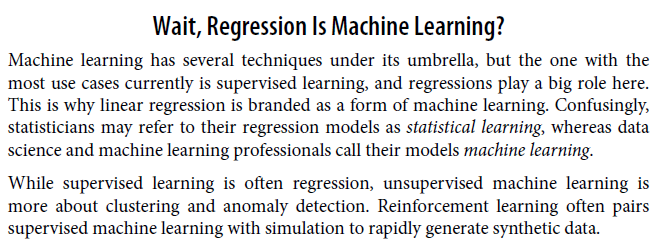 Wait, Regression Is Machine Learning?
Machine learning has several techniques under its umbrella, but the one with the
most use cases currently is supervised learning, and regressions play a big role here.
This is why linear regression is branded as a form of machine learning. Confusingly,
statisticians may refer to their regression models as statistical learning, whereas data
science and machine learning professionals call their models machine learning.
While supervised learning is often regression, unsupervised machine learning is
more about clustering and anomaly detection. Reinforcement learning often pairs
supervised machine learning with simulation to rapidly generate synthetic data.